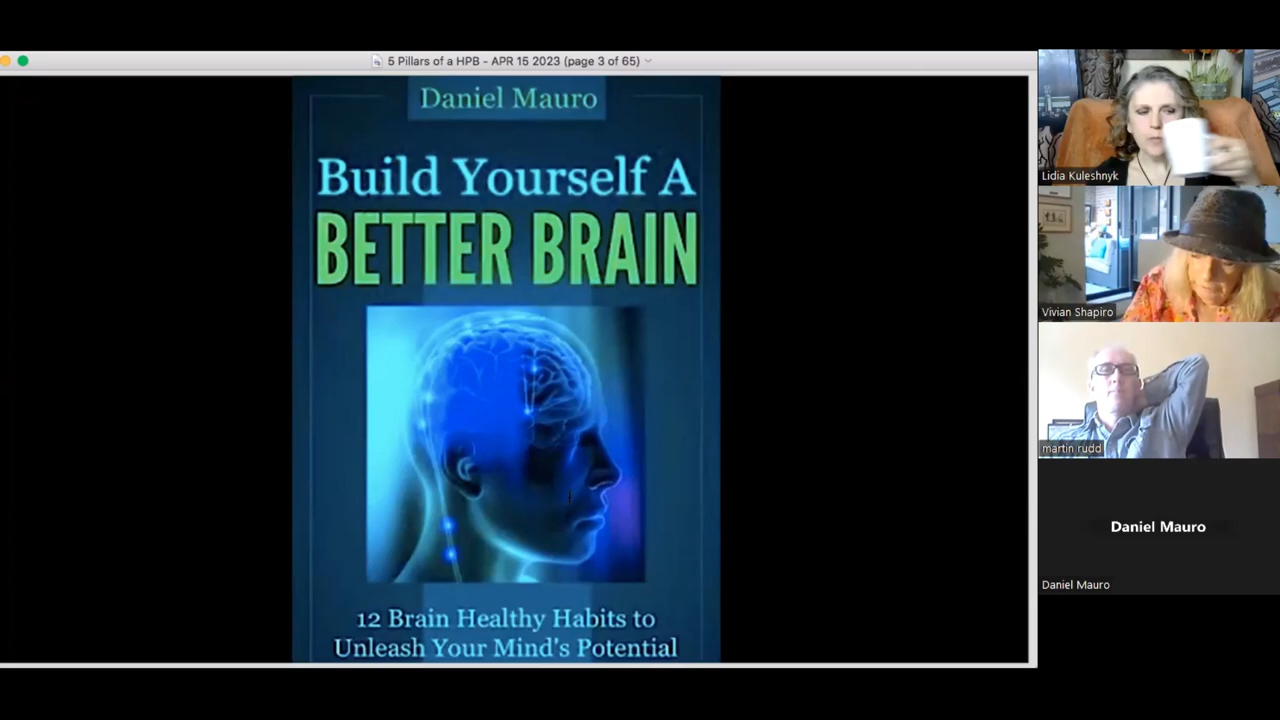 5 Pillars of a HPB - APR 15 2023 (page 3 of 65)
Daniel Mauro
Build Yourself A
BETTER BRAIN
12 Brain Healthy Habits to
Unleash Your Mind's Potential
Lidia Kuleshnyk
Vivian Shapiro
martin rudd
Daniel Mauro
Daniel Mauro